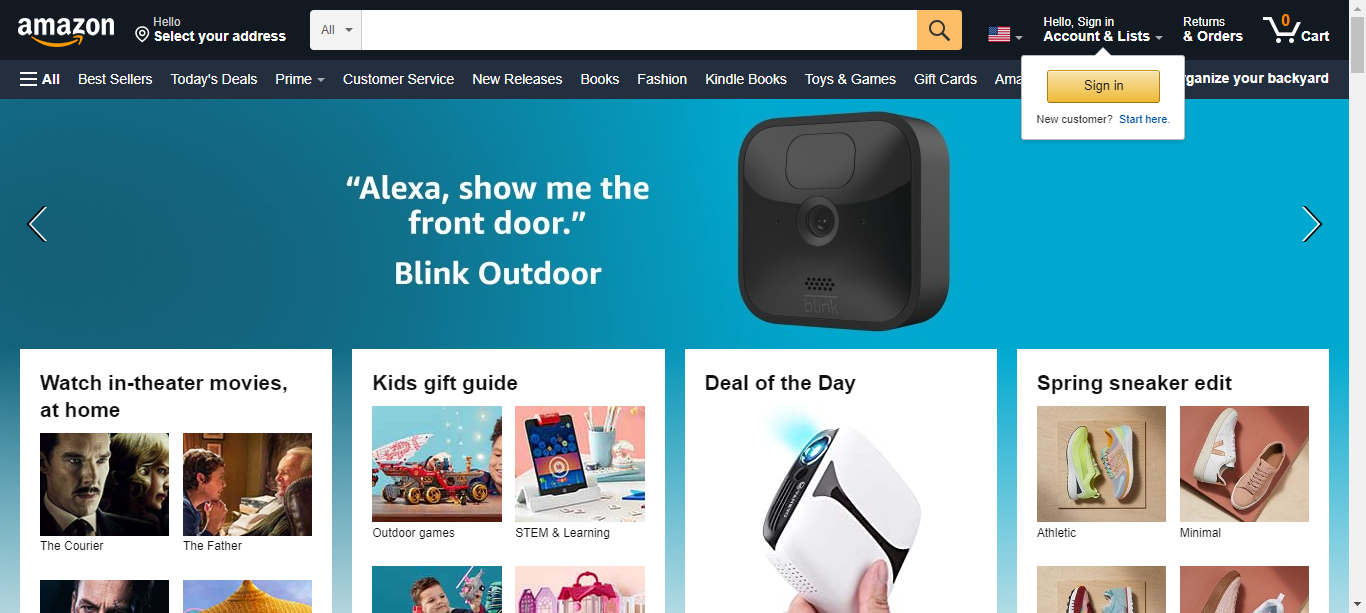 amazon
Hello
Select your address
All
Hello, Sign in
Account & Lists
Returns
& Orders
0
Cart
All
Best Sellers
Today's Deals
Prime
Customer Service
New Releases
Books
Fashion
Kindle Books
Toys & Games
Gift Cards
Ama
rganize your backyard
Sign in
New customer? Start here.
“Alexa, show me the
front door.”
Blink Outdoor
blink
Watch in-theater movies,
at home
The Courier
The Father
Kids gift guide
Outdoor games
STEM & Learning
Deal of the Day
Spring sneaker edit
Athletic
Minimal